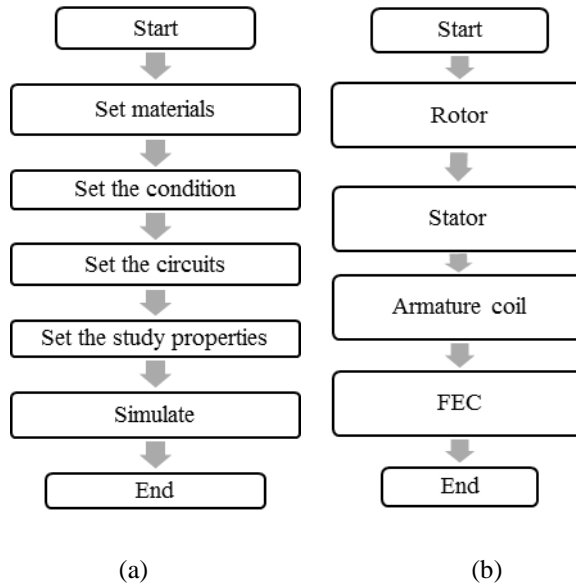 Start
Set materials
Set the condition
Set the circuits
Set the study properties
Simulate
End
(a)
Start
Rotor
Stator
Armature coil
FEC
End
(b)